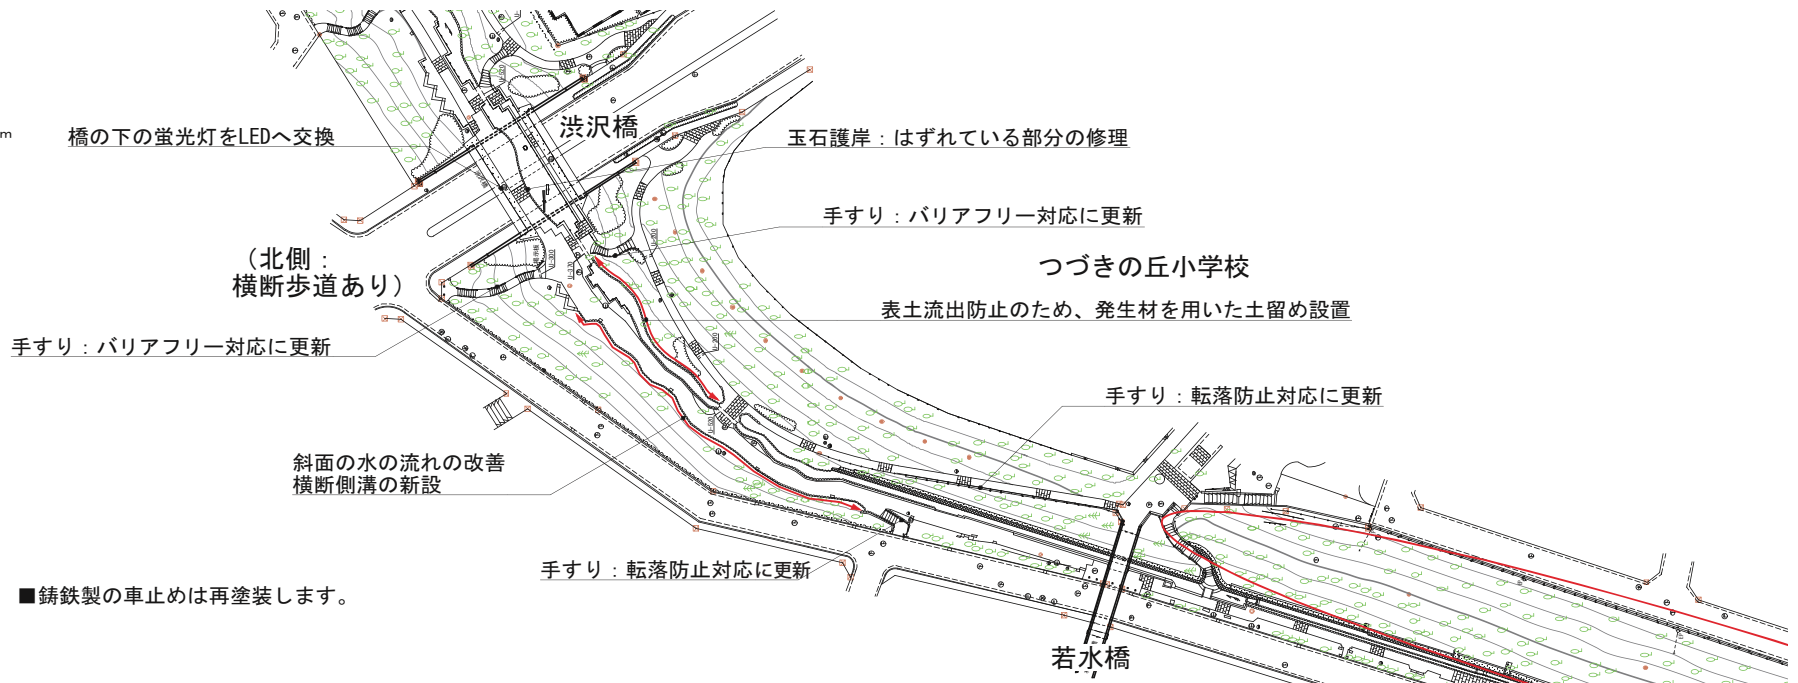 渋沢橋
m
橋の下の蛍光灯をLEDへ交換
玉石護岸：はずれている部分の修理
手すり：バリアフリー対応に更新
（北側：
横断歩道あり）
つづきの丘小学校
表土流出防止のため、発生材を用いた土留め設置
手すり：バリアフリー対応に更新
手すり：転落防止対応に更新
斜面の水の流れの改善
横断側溝の新設
手すり：転落防止対応に更新
■鋳鉄製の車止めは再塗装します。
若水橋